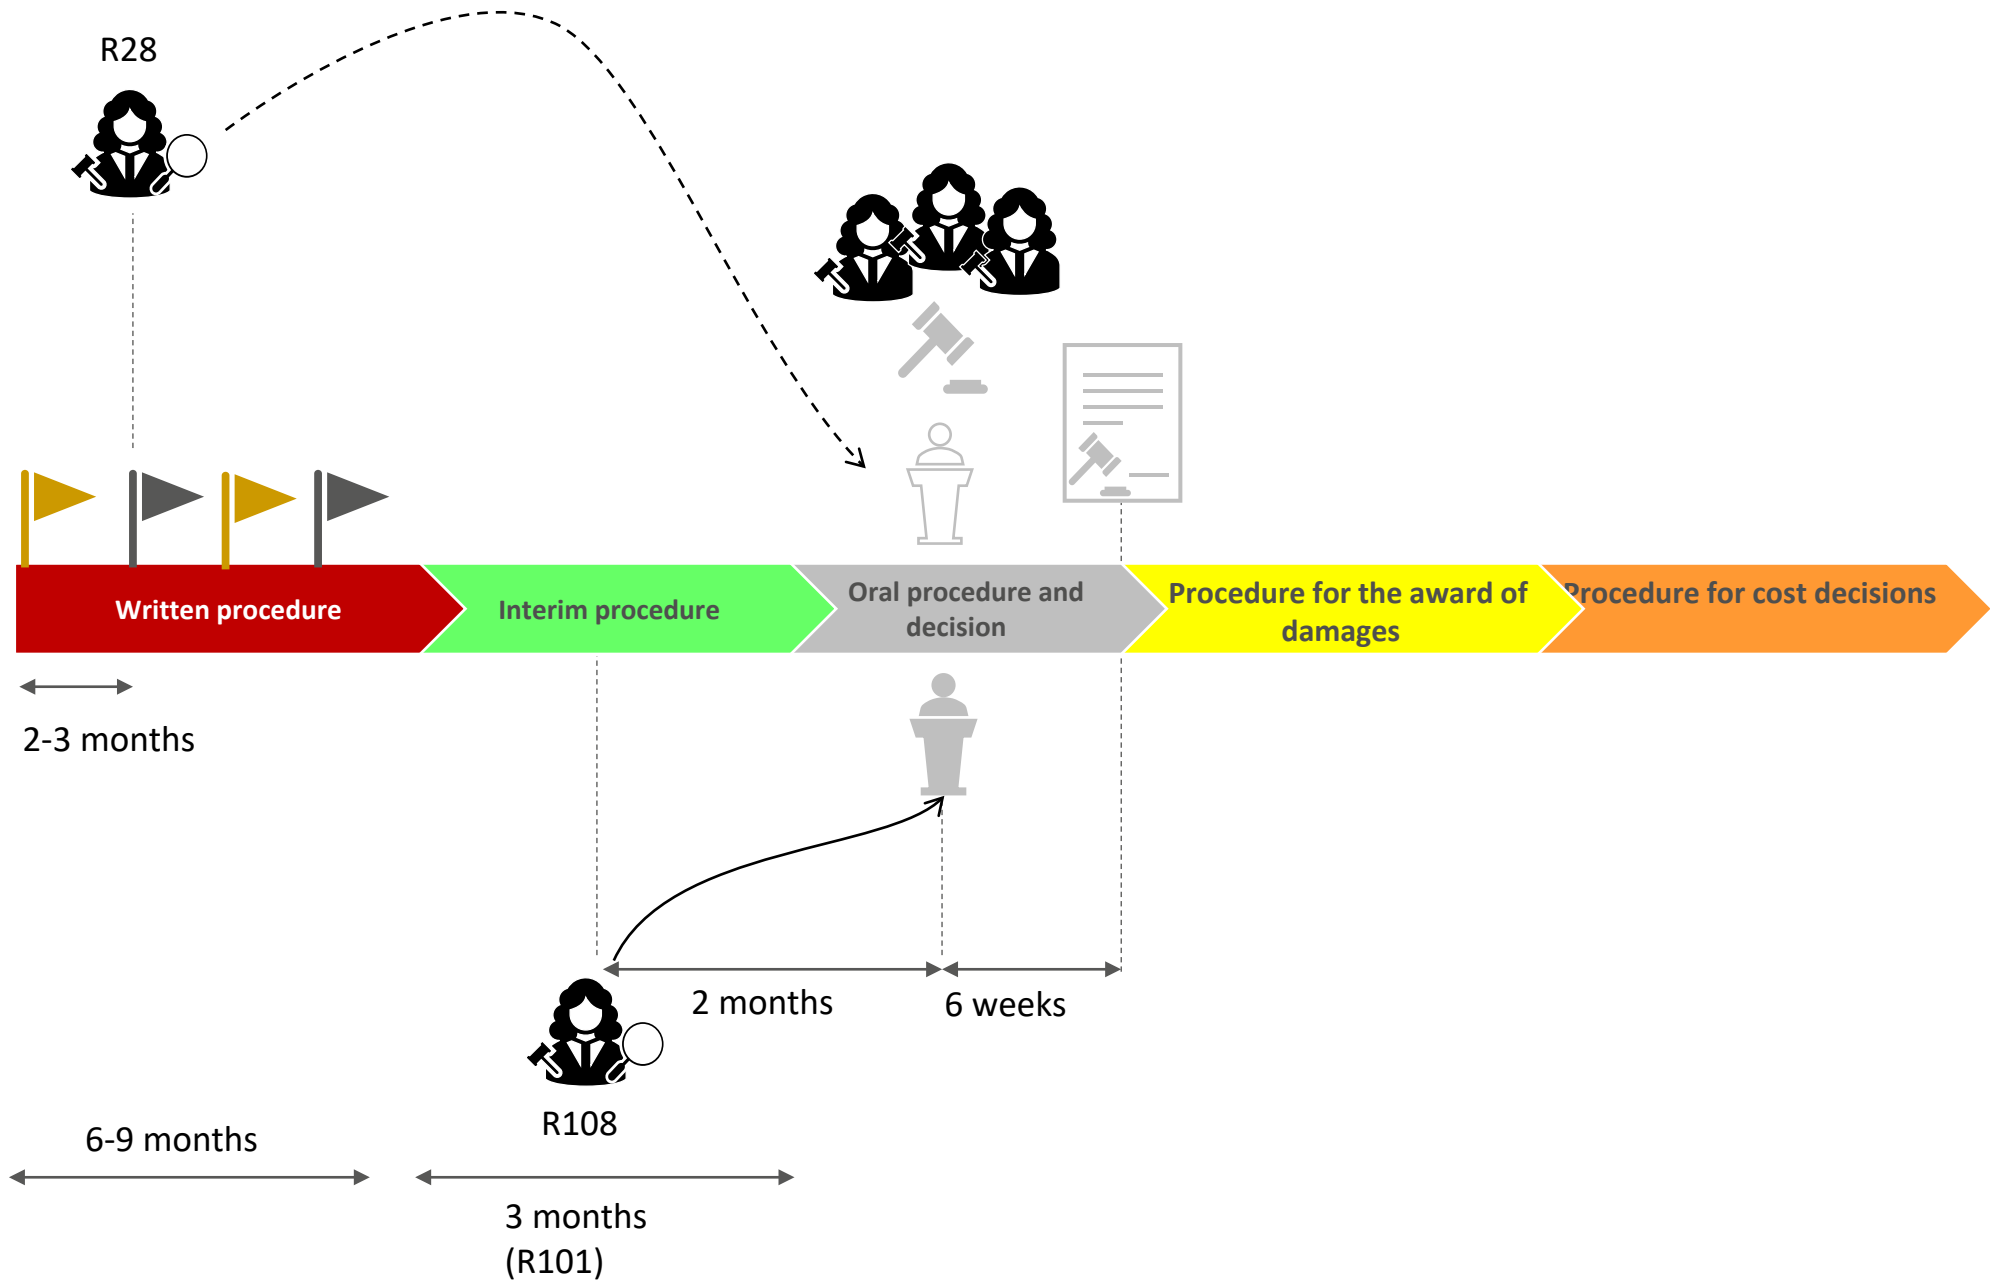 R28
Written procedure
Interim procedure
Oral procedure and
decision
Procedure for the award of
damages
Procedure for cost decisions
2-3 months
2 months
6 weeks
R108
6-9 months
3 months
(R101)